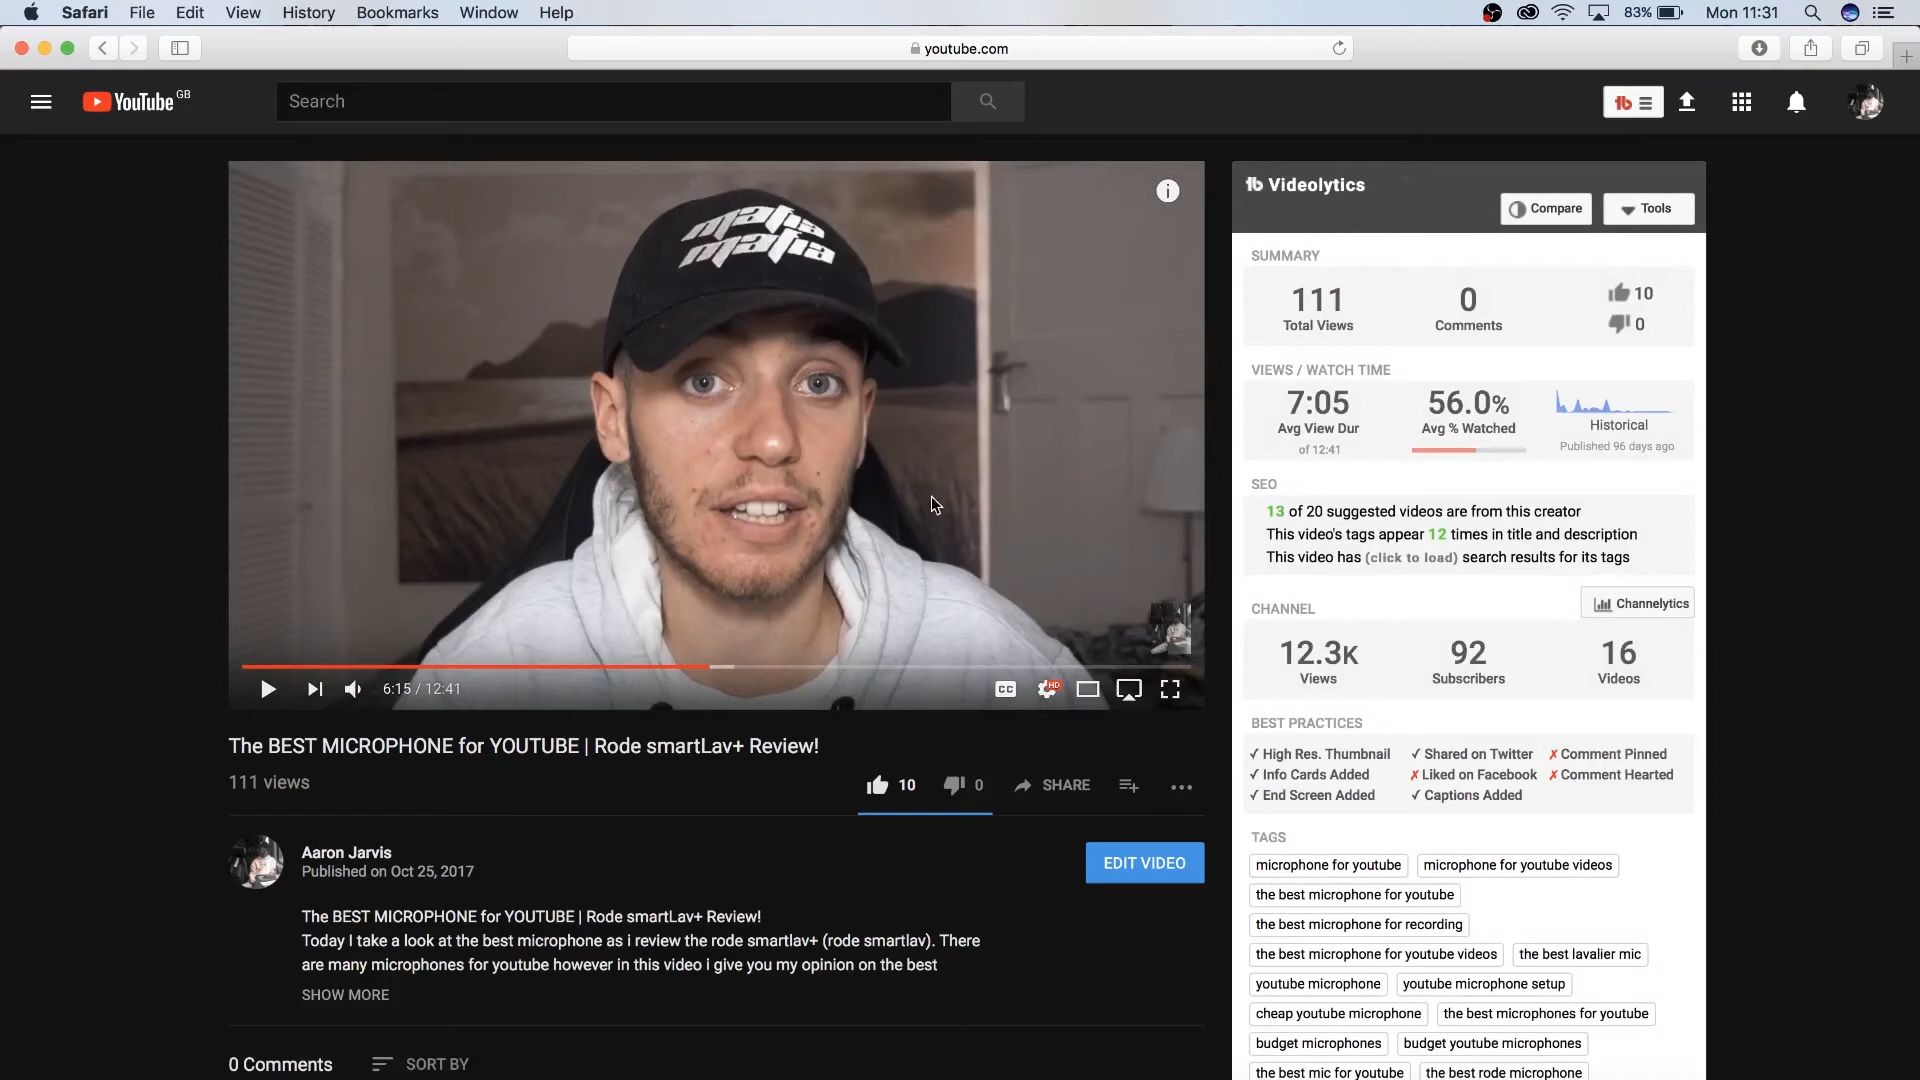 Safari File Edit View History Bookmarks Window Help 83% Mon 11:31
youtube.com
YouTube GB Search
mafia
mafia
Videolytics
Compare Tools
SUMMARY
111 0 10
Total Views Comments 0
VIEWS / WATCH TIME
7:05 56.0%
Avg View Dur Avg % Watched Historical
of 12:41 Published 96 days ago
SEO
13 of 20 suggested videos are from this creator
This video's tags appear 12 times in title and description
This video has (click to load) search results for its tags
CHANNEL Channelytics
12.3K 92 16
Views Subscribers Videos
BEST PRACTICES
✓ High Res. Thumbnail ✓ Shared on Twitter ✗ Comment Pinned
✓ Info Cards Added ✗ Liked on Facebook ✗ Comment Hearted
✓ End Screen Added ✓ Captions Added
TAGS
microphone for youtube microphone for youtube videos
the best microphone for youtube
the best microphone for recording
the best microphone for youtube videos the best lavalier mic
youtube microphone youtube microphone setup
cheap youtube microphone the best microphones for youtube
budget microphones budget youtube microphones
the best mic for youtube the best rode microphone
6:15 / 12:41 CC HD
The BEST MICROPHONE for YOUTUBE | Rode smartLav+ Review!
111 views 10 0 SHARE
Aaron Jarvis
Published on Oct 25, 2017
EDIT VIDEO
The BEST MICROPHONE for YOUTUBE | Rode smartLav+ Review!
Today I take a look at the best microphone as i review the rode smartlav+ (rode smartlav). There
are many microphones for youtube however in this video i give you my opinion on the best
SHOW MORE
0 Comments SORT BY